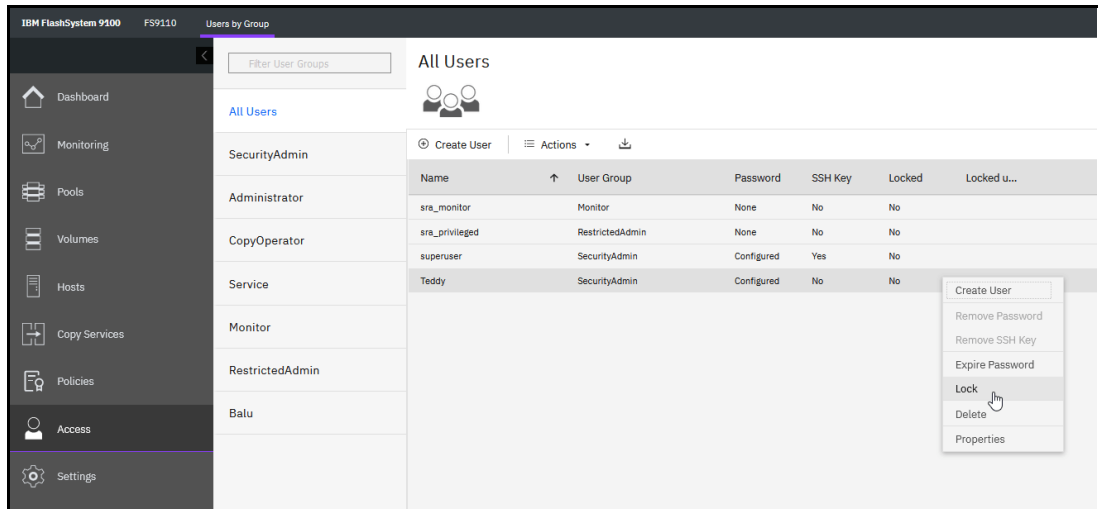 IBM FlashSystem 9100 FS9110 Users by Group
Dashboard
Monitoring
Pools
Volumes
Hosts
Copy Services
Policies
Access
Settings
Filter User Groups
All Users
SecurityAdmin
Administrator
CopyOperator
Service
Monitor
RestrictedAdmin
Balu
All Users
Create User Actions
Name User Group Password SSH Key Locked Locked u...
sra_monitor Monitor None No No
sra_privileged RestrictedAdmin None No No
superuser SecurityAdmin Configured Yes No
Teddy SecurityAdmin Configured No No
Create User
Remove Password
Remove SSH Key
Expire Password
Lock
Delete
Properties